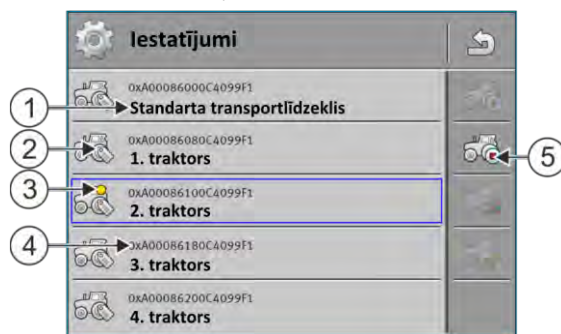 Iestatījumi
0xA00086000C4099F1
1 Standarta transportlīdzeklis
0xA00086080C4099F1
2 1. traktors 5
3 0xA00086100C4099F1
2. traktors
4 0xA00086180C4099F1
3. traktors
0xA00086200C4099F1
4. traktors